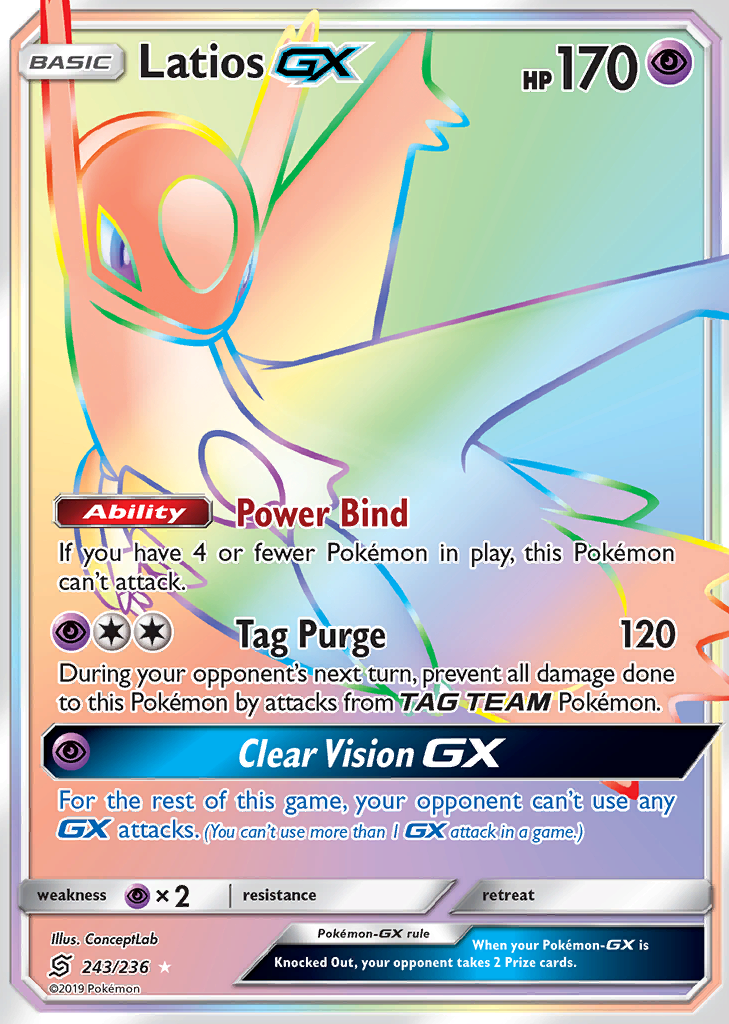 BASIC Latios GX HP 170
Ability Power Bind
If you have 4 or fewer Pokémon in play, this Pokémon
can't attack.
Tag Purge 120
During your opponent's next turn, prevent all damage done
to this Pokémon by attacks from TAG TEAM Pokémon.
Clear Vision GX
For the rest of this game, your opponent can't use any
GX attacks. (You can't use more than 1 GX attack in a game.)
weakness × 2 resistance retreat
Illus. ConceptLab
243/236
©2019 Pokémon
Pokémon-GX rule
When your Pokémon-GX is
Knocked Out, your opponent takes 2 Prize cards.